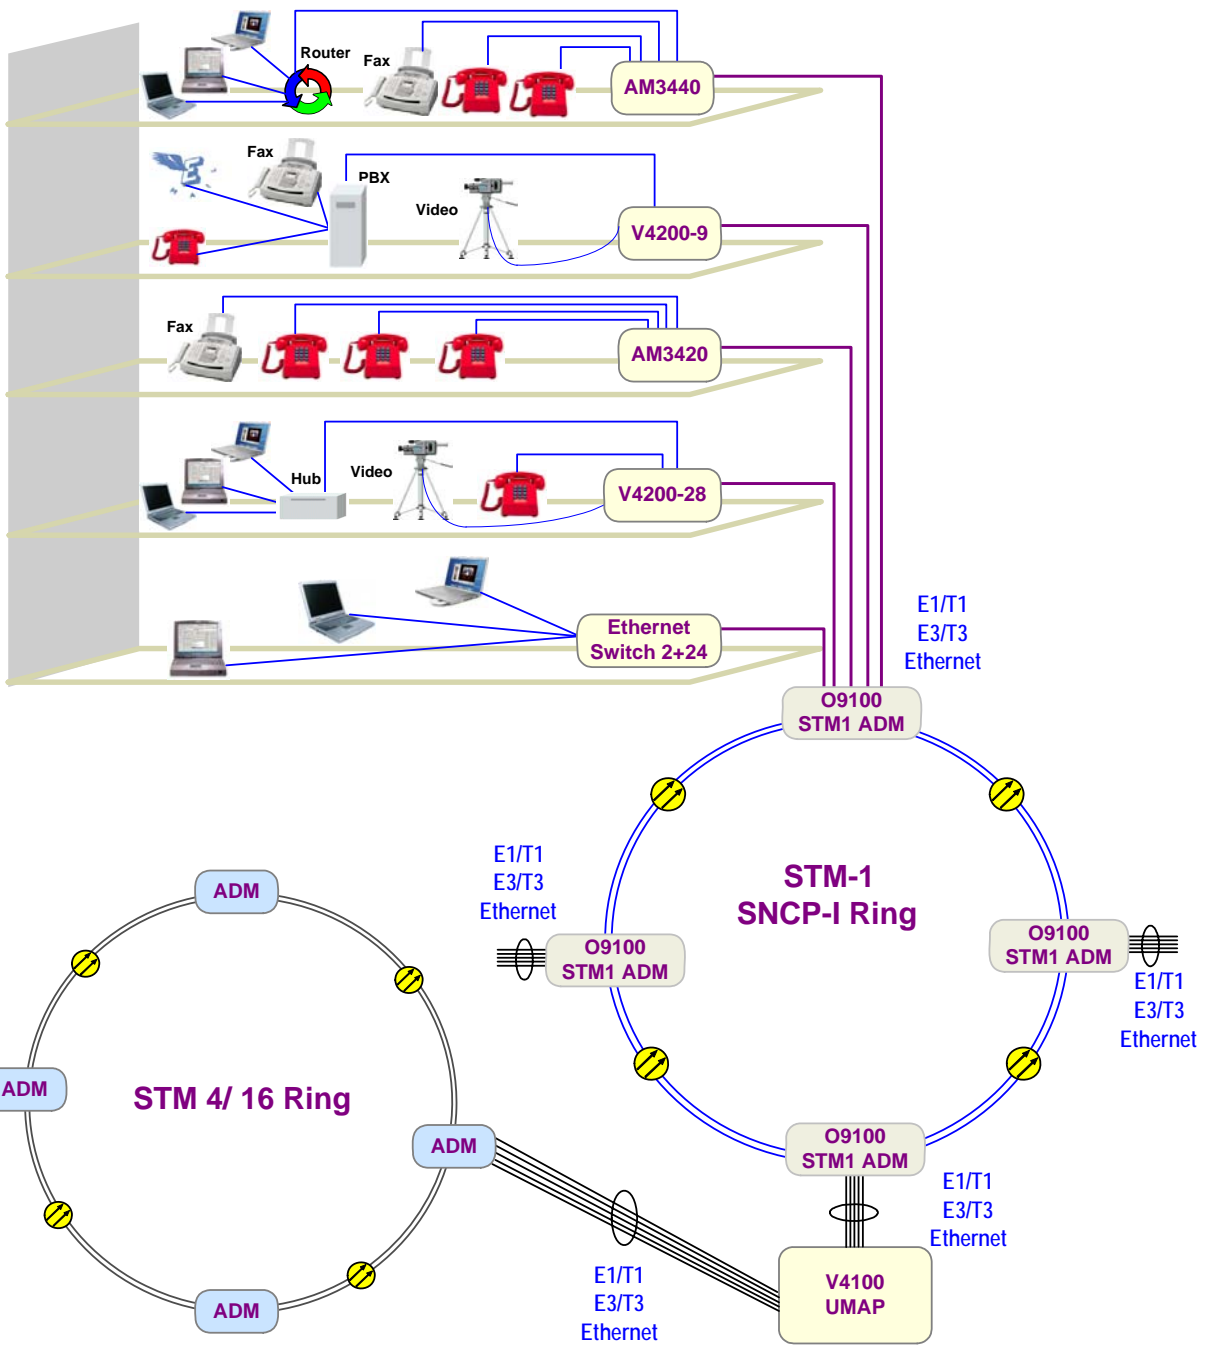 Router
Fax
AM3440
Fax
PBX
Video
V4200-9
Fax
AM3420
Hub
Video
V4200-28
Ethernet
Switch 2+24
E1/T1
E3/T3
Ethernet
O9100
STM1 ADM
E1/T1
E3/T3
Ethernet
STM-1
SNCP-I Ring
O9100
STM1 ADM
O9100
STM1 ADM
E1/T1
E3/T3
Ethernet
ADM
ADM
STM 4/ 16 Ring
ADM
ADM
O9100
STM1 ADM
E1/T1
E3/T3
Ethernet
E1/T1
E3/T3
Ethernet
V4100
UMAP